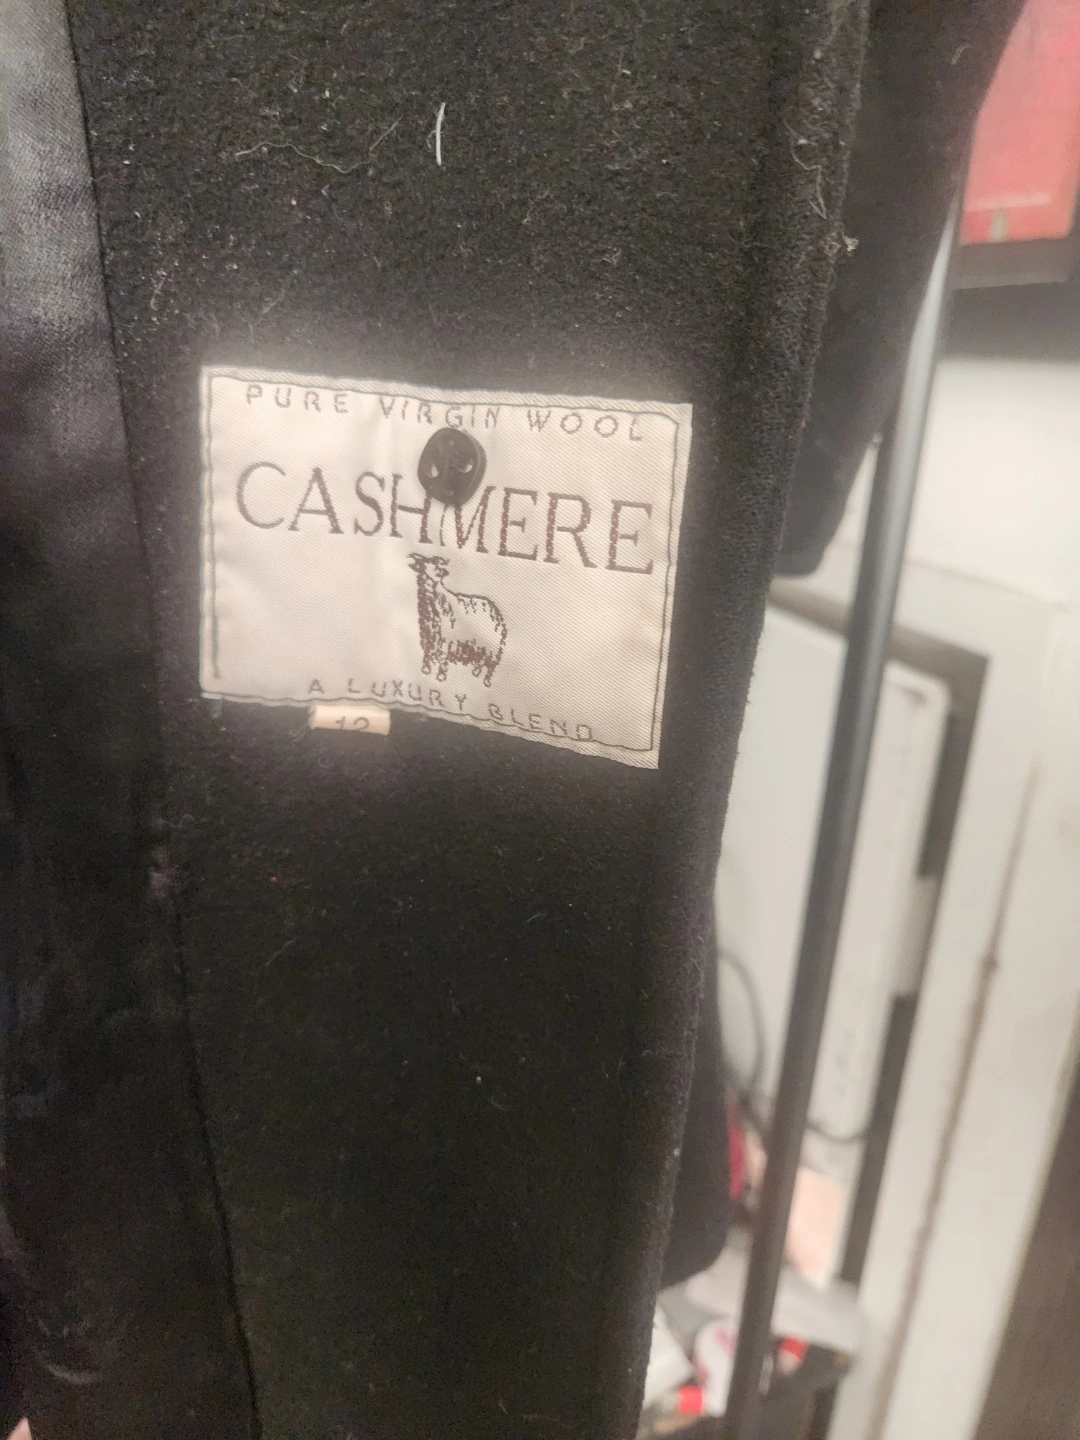 PURE VIRGIN WOOL
CASHMERE
A LUXURY BLEND
12